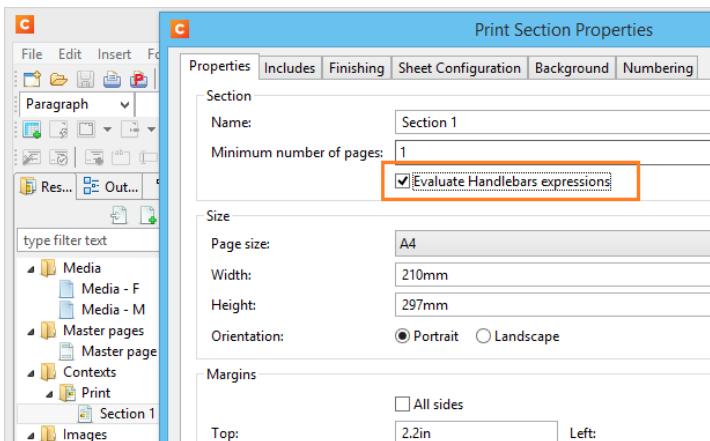 C
C Print Section Properties
File Edit Insert Fo
Properties Includes Finishing Sheet Configuration Background Numbering
Paragraph
Section
Name: Section 1
Minimum number of pages: 1
Evaluate Handlebars expressions
Res... Out...
Size
type filter text
Page size: A4
Media
Width: 210mm
Media - F
Media - M
Height: 297mm
Master pages
Orientation: Portrait Landscape
Master page
Contexts
Margins
Print
All sides
Section 1
Top: 2.2in Left:
Images